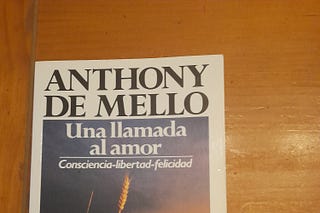 ANTHONY
DE MELLO
Una llamada
al amor
Consciencia-libertad-felicidad